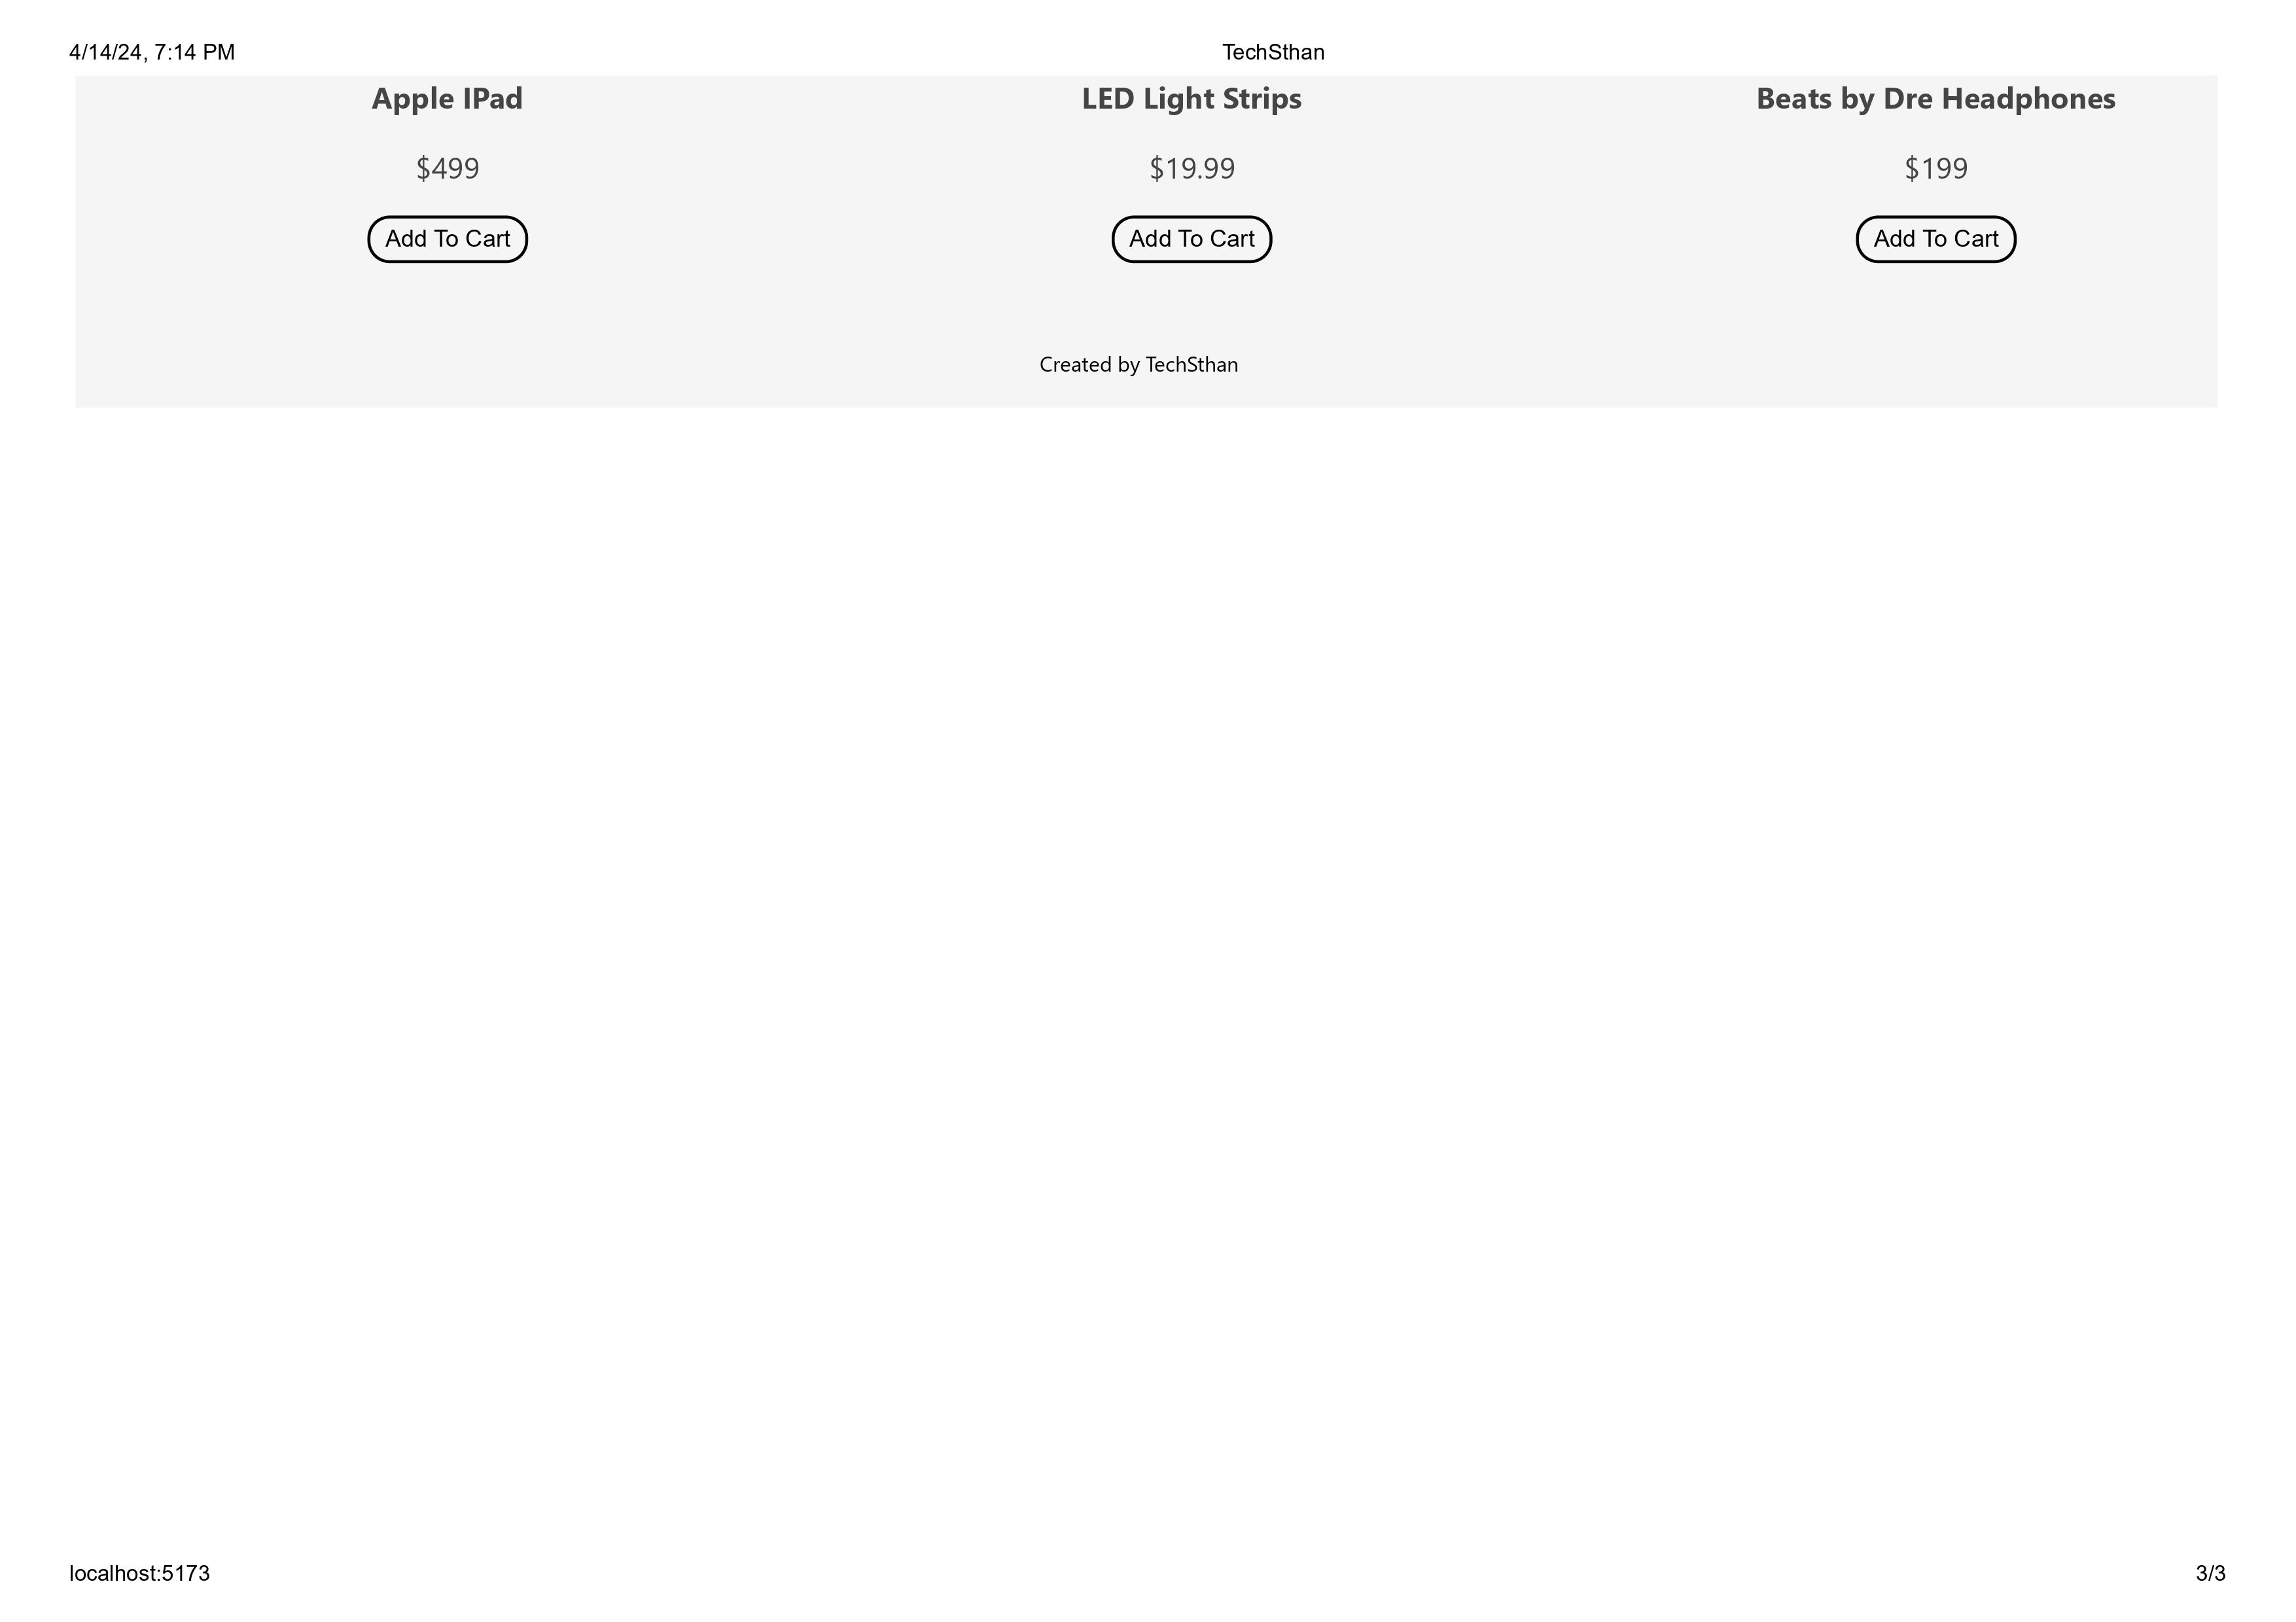 4/14/24, 7:14 PM TechSthan
Apple IPad LED Light Strips Beats by Dre Headphones
$499 $19.99 $199
Add To Cart Add To Cart Add To Cart
Created by TechSthan
localhost:5173 3/3